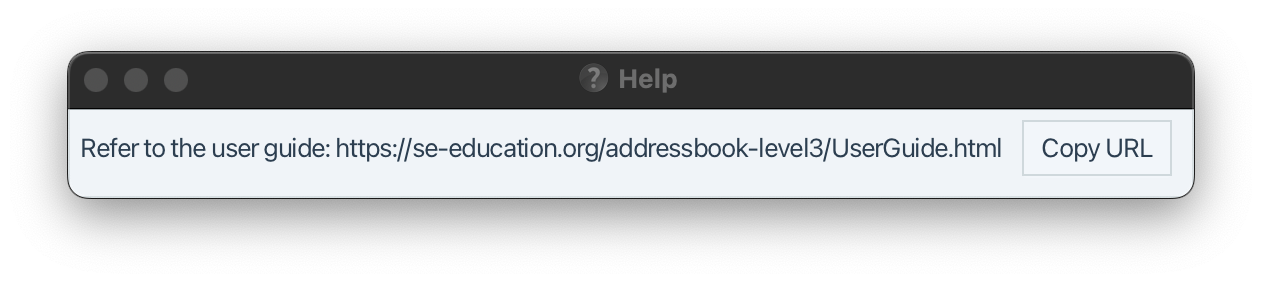 Help
Refer to the user guide: https://se-education.org/addressbook-level3/UserGuide.html
Copy URL